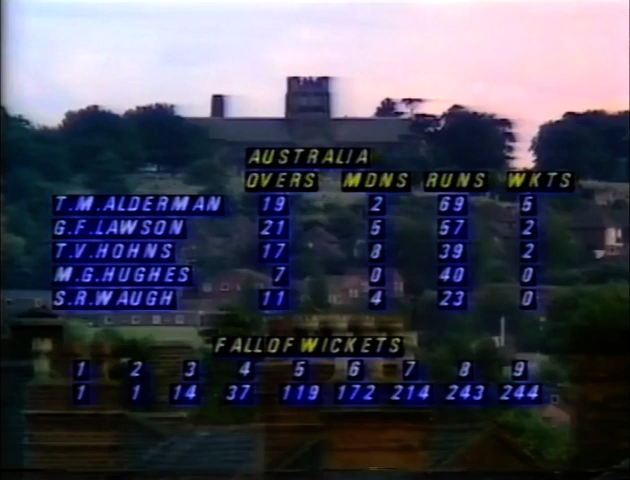 AUSTRALIA
OVERS MDNS RUNS WKTS
T.M.ALDERMAN 19 2 69 5
G.F.LAWSON 21 5 57 2
T.V.HOHNS 17 8 39 2
M.G.HUGHES 7 0 40 0
S.R.WAUGH 11 4 23 0
FALL OF WICKETS
1 2 3 4 5 6 7 8 9
1 1 14 37 119 172 214 243 244